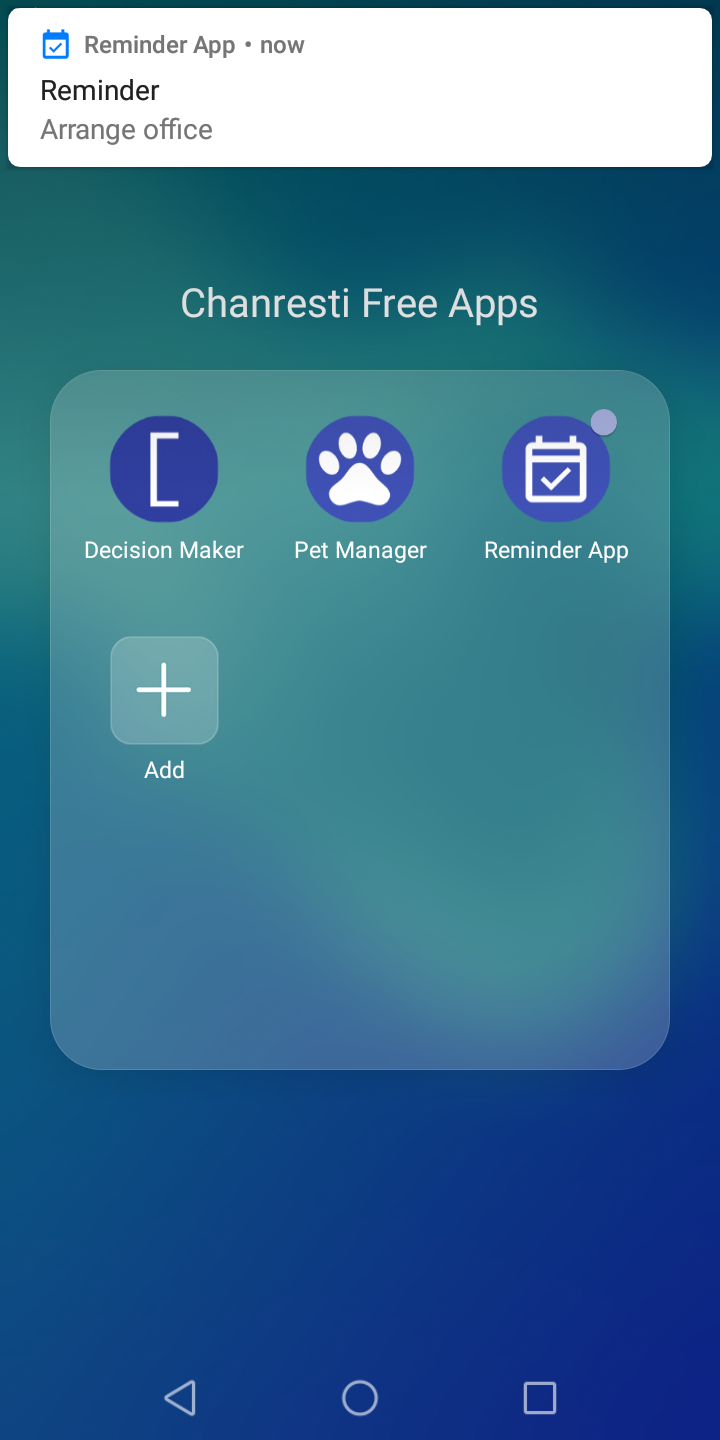 Reminder App • now
Reminder
Arrange office
Chanresti Free Apps
Decision Maker
Pet Manager
Reminder App
Add